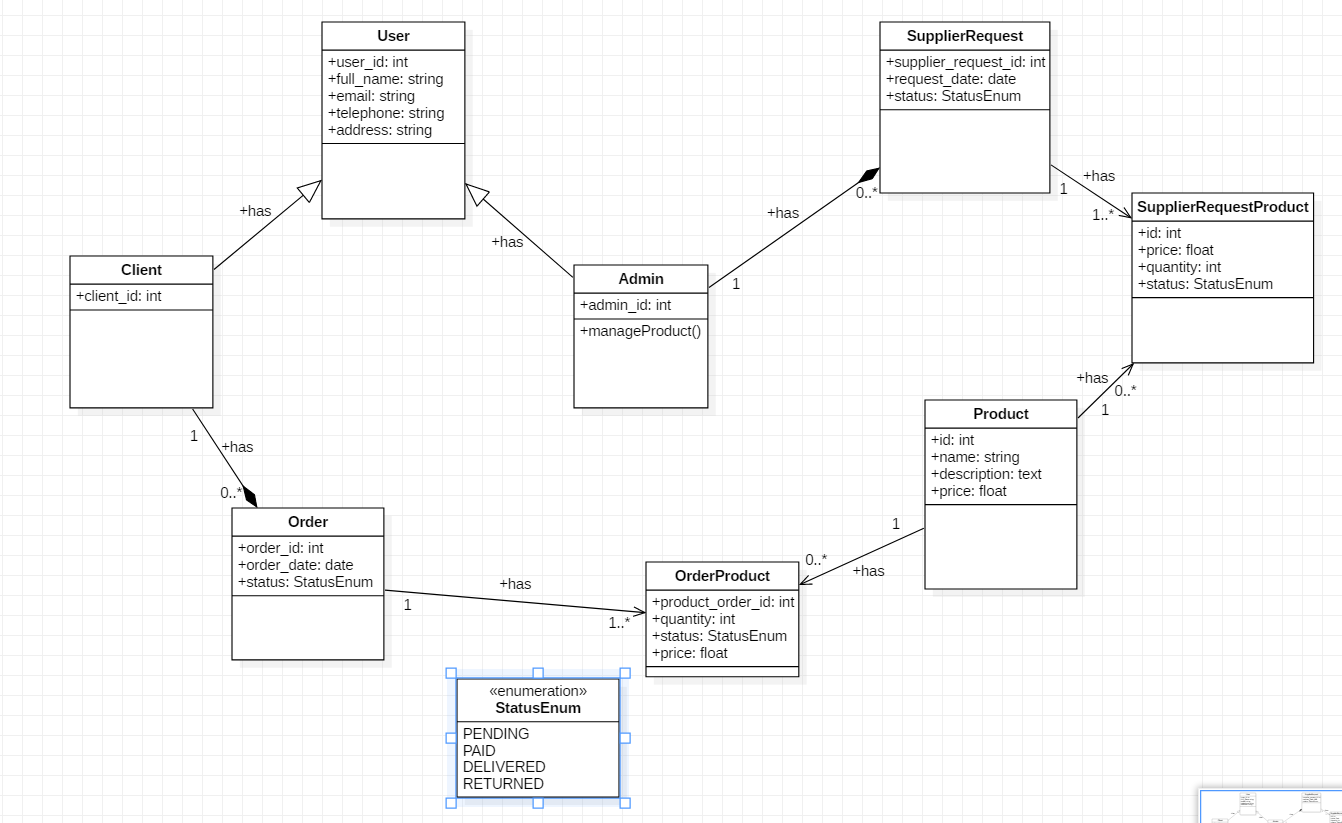 User
+user_id: int
+full_name: string
+email: string
+telephone: string
+address: string
SupplierRequest
+supplier_request_id: int
+request_date: date
+status: StatusEnum
+has
+has
+has
0..*
1
+has
1
1..*
SupplierRequestProduct
+id: int
+price: float
+quantity: int
+status: StatusEnum
Client
+client_id: int
Admin
+admin_id: int
+manageProduct()
+has
0..*
1
Product
+id: int
+name: string
+description: text
+price: float
1
+has
0..*
Order
+order_id: int
+order_date: date
+status: StatusEnum
+has
1
1..*
1
0..*
+has
OrderProduct
+product_order_id: int
+quantity: int
+status: StatusEnum
+price: float
«enumeration»
StatusEnum
PENDING
PAID
DELIVERED
RETURNED